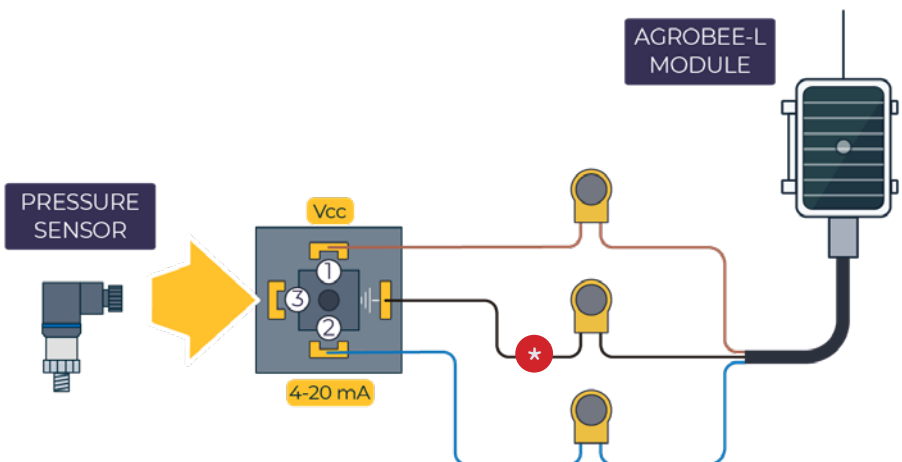 AGROBEE-L
MODULE
PRESSURE
SENSOR
Vcc
1
3
2
*
4-20 mA